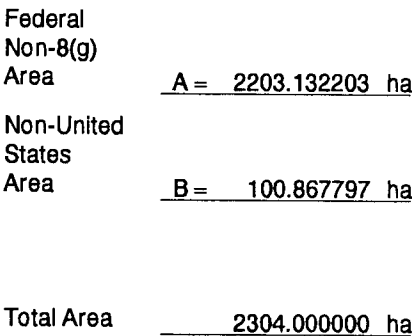 Federal
Non-8(g)
Area A = 2203.132203 ha
Non-United
States
Area B = 100.867797 ha
Total Area 2304.000000 ha